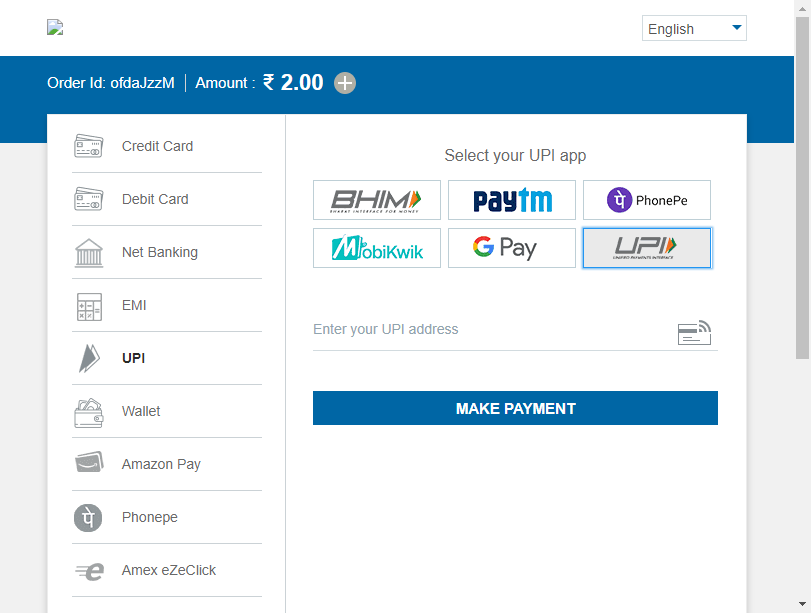 English
Order Id: ofdaJzzM | Amount : ₹ 2.00
Credit Card
Debit Card
Net Banking
EMI
UPI
Wallet
Amazon Pay
Phonepe
Amex eZeClick
Select your UPI app
BHIM
BHARAT INTERFACE FOR MONEY
paytm
पे PhonePe
MobiKwik
G Pay
UPI
UNIFIED PAYMENTS INTERFACE
Enter your UPI address
MAKE PAYMENT